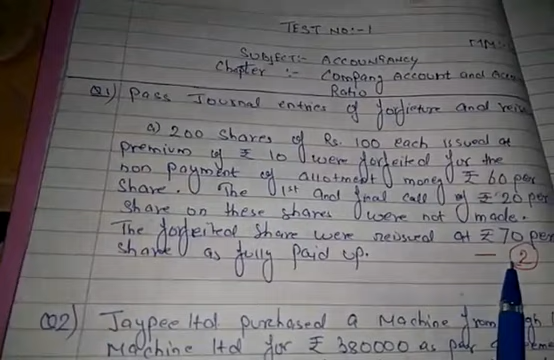 TEST NO:-1
MM:-
SUBJECT:- ACCOUNTANCY
Chapter :- Company Account and
Ratio
Q1) Pass Journal entries of forfieture and
a) 200 Shares of Rs. 100 each issued at
premium of ₹ 10 were forfeited for the
non payment of allotment money ₹ 60 per
share. The 1st and final call of ₹ 20 per
share on these shares were not made.
The forfeited share were reissued at ₹ 70 per
share as fully paid up. — 2
Q2) Jaypee ltd purchased a Machine from
Machine ltd for ₹ 380000 as